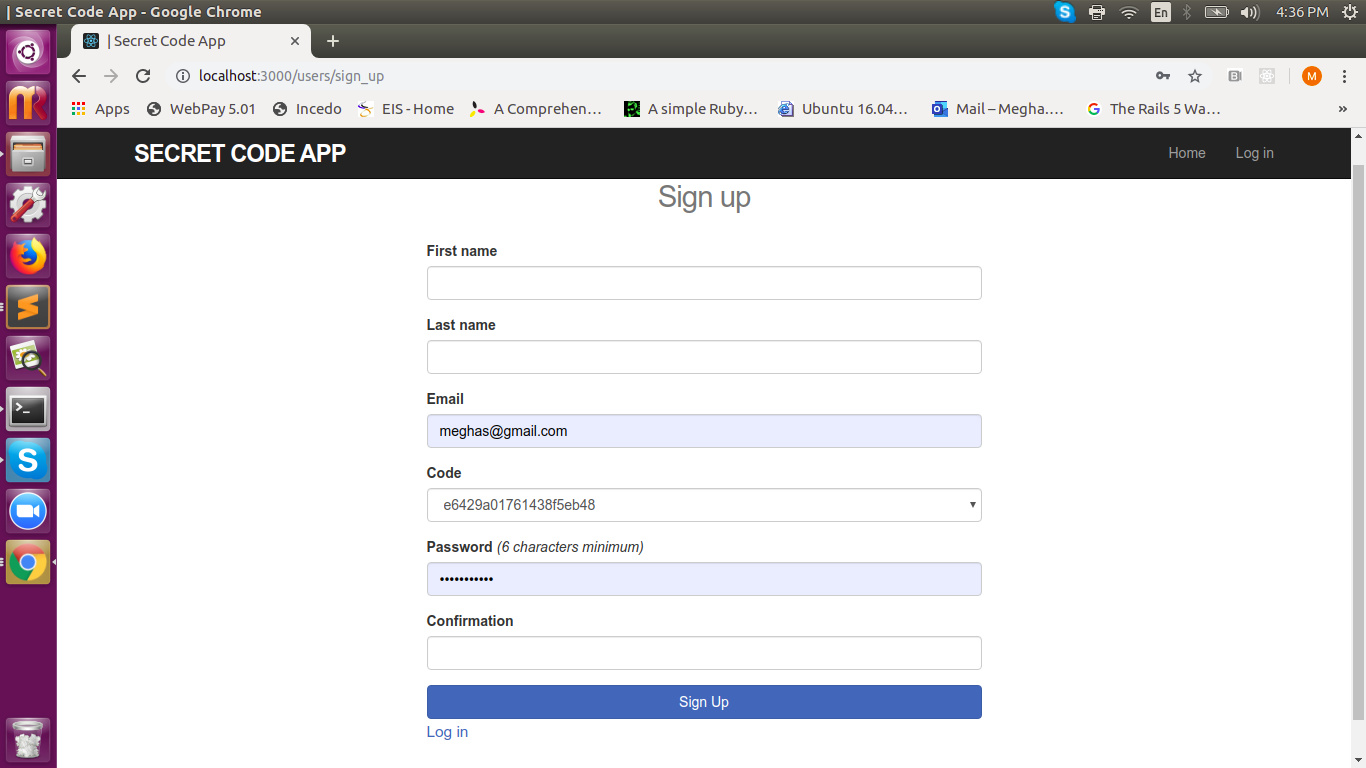 | Secret Code App - Google Chrome
En
4:36 PM
| Secret Code App
localhost:3000/users/sign_up
M
Apps WebPay 5.01 Incedo EIS - Home A Comprehen... A simple Ruby... Ubuntu 16.04... Mail – Megha.... The Rails 5 Wa... »
SECRET CODE APP
Home Log in
Sign up
First name
Last name
Email
meghas@gmail.com
Code
e6429a01761438f5eb48
Password (6 characters minimum)
•••••••••••
Confirmation
Sign Up
Log in